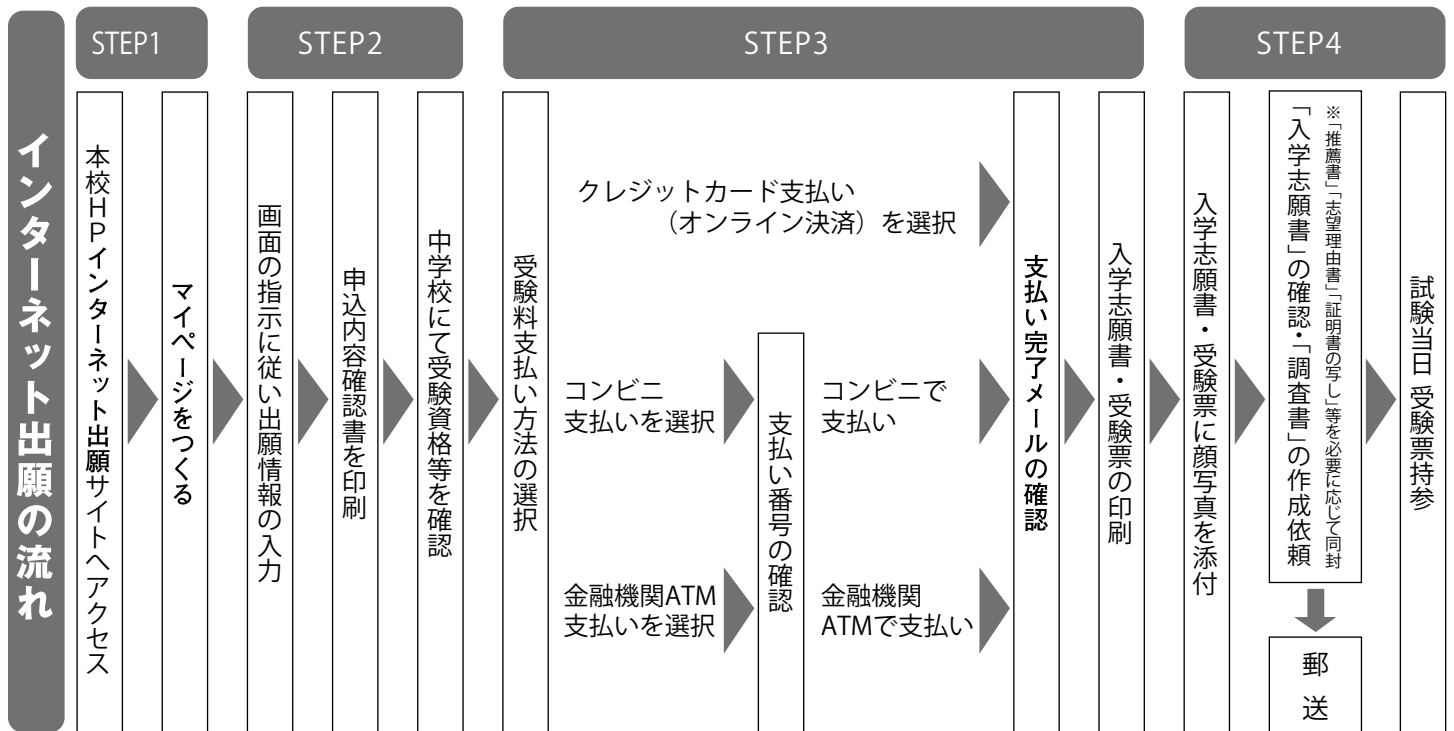 インターネット出願の流れ
STEP1
本校HPインターネット出願サイトへアクセス
マイページをつくる
STEP2
画面の指示に従い出願情報の入力
申込内容確認書を印刷
中学校にて受験資格等を確認
STEP3
受験料支払い方法の選択
クレジットカード支払い
（オンライン決済）を選択
コンビニ
支払いを選択
金融機関ATM
支払いを選択
支払い番号の確認
コンビニで
支払い
金融機関
ATMで支払い
支払い完了メールの確認
入学志願書・受験票の印刷
STEP4
入学志願書・受験票に顔写真を添付
※「推薦書」「志望理由書」「証明書の写し」等を必要に応じて同封
「入学志願書」の確認・「調査書」の作成依頼
郵送
試験当日 受験票持参